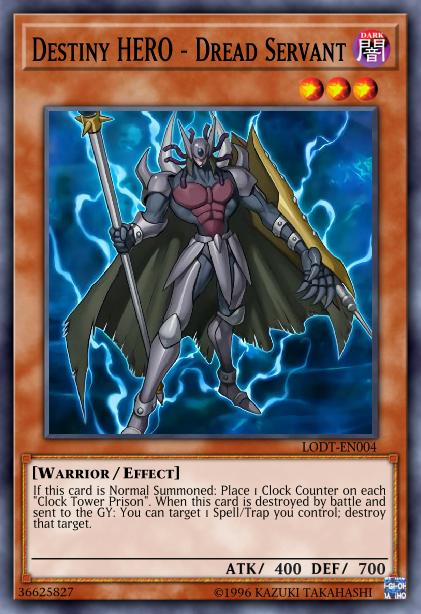 DESTINY HERO - DREAD SERVANT
DARK
闇
LODT-EN004
[WARRIOR / EFFECT]
If this card is Normal Summoned: Place 1 Clock Counter on each
"Clock Tower Prison". When this card is destroyed by battle and
sent to the GY: You can target 1 Spell/Trap you control; destroy
that target.
ATK/ 400 DEF/ 700
36625827
©1996 KAZUKI TAKAHASHI